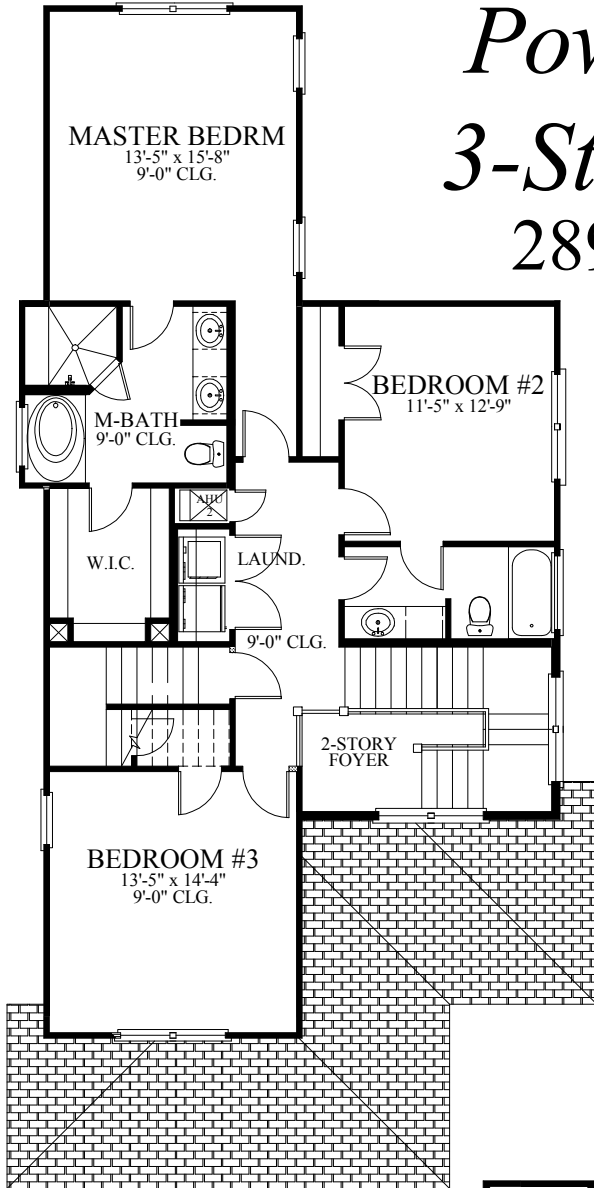 Pow
3-St
289
MASTER BEDRM
13'-5" x 15'-8"
9'-0" CLG.
BEDROOM #2
11'-5" x 12'-9"
M-BATH
9'-0" CLG.
AHU
2
W.I.C.
LAUND.
9'-0" CLG.
2-STORY
FOYER
BEDROOM #3
13'-5" x 14'-4"
9'-0" CLG.